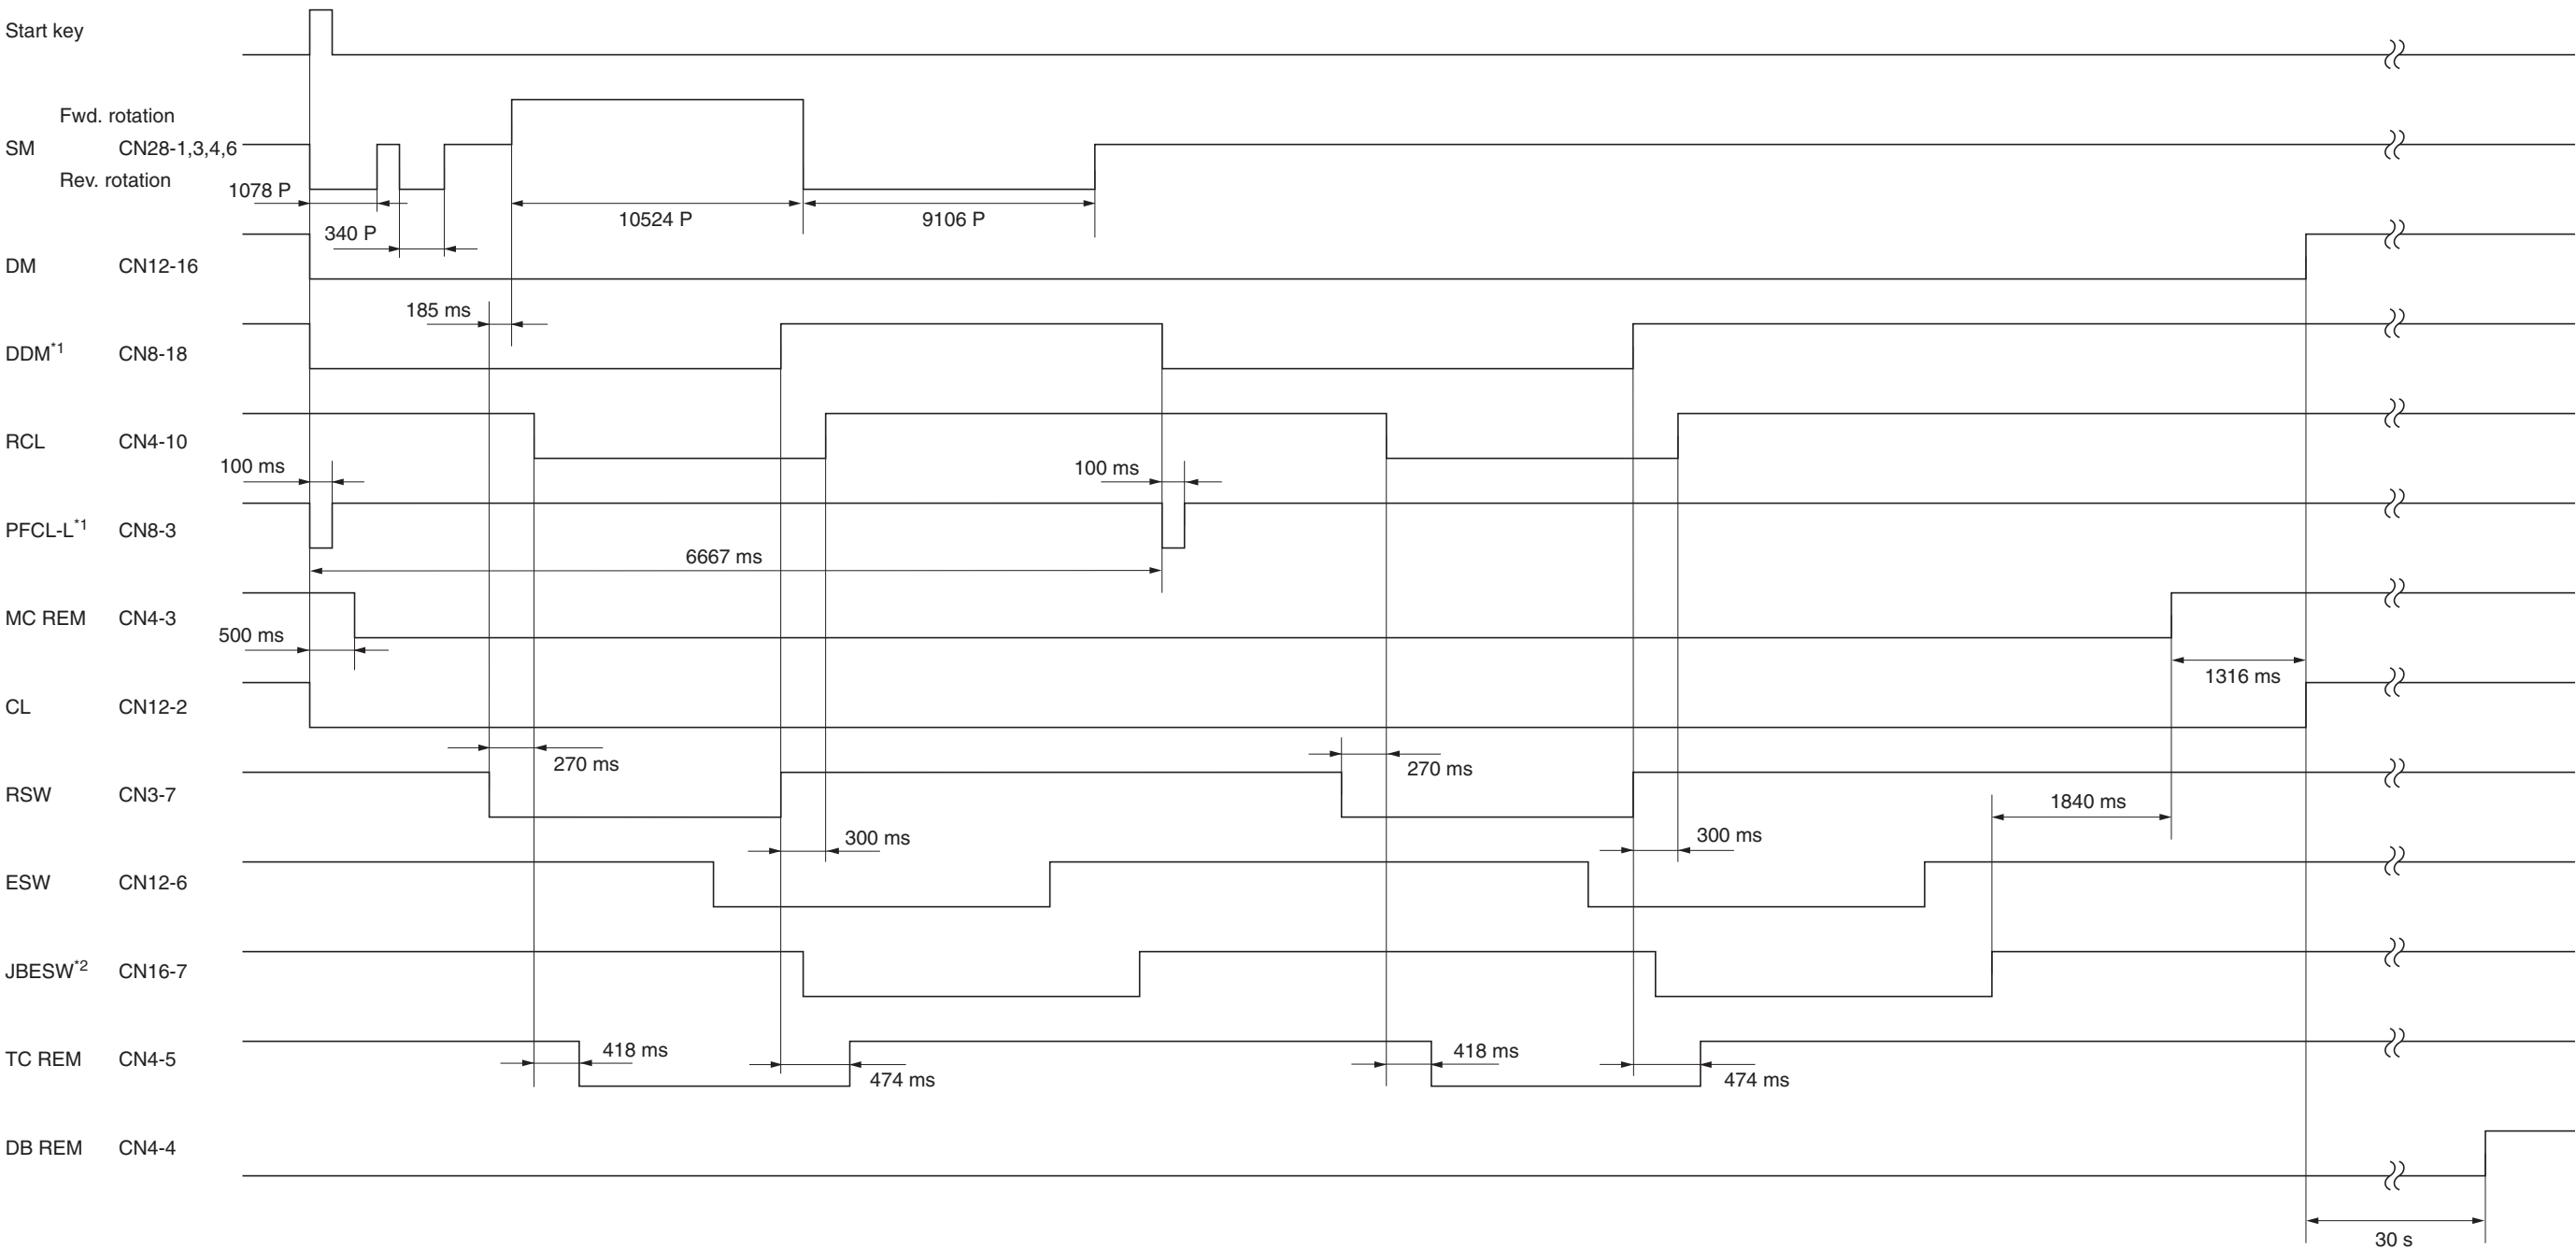 Start key
Fwd. rotation
SM CN28-1,3,4,6
Rev. rotation
1078 P
10524 P
9106 P
340 P
DM CN12-16
185 ms
DDM*1 CN8-18
RCL CN4-10
100 ms
100 ms
PFCL-L*1 CN8-3
6667 ms
MC REM CN4-3
500 ms
1316 ms
CL CN12-2
270 ms
270 ms
RSW CN3-7
1840 ms
300 ms
300 ms
ESW CN12-6
JBESW*2 CN16-7
TC REM CN4-5
418 ms
418 ms
474 ms
474 ms
DB REM CN4-4
30 s